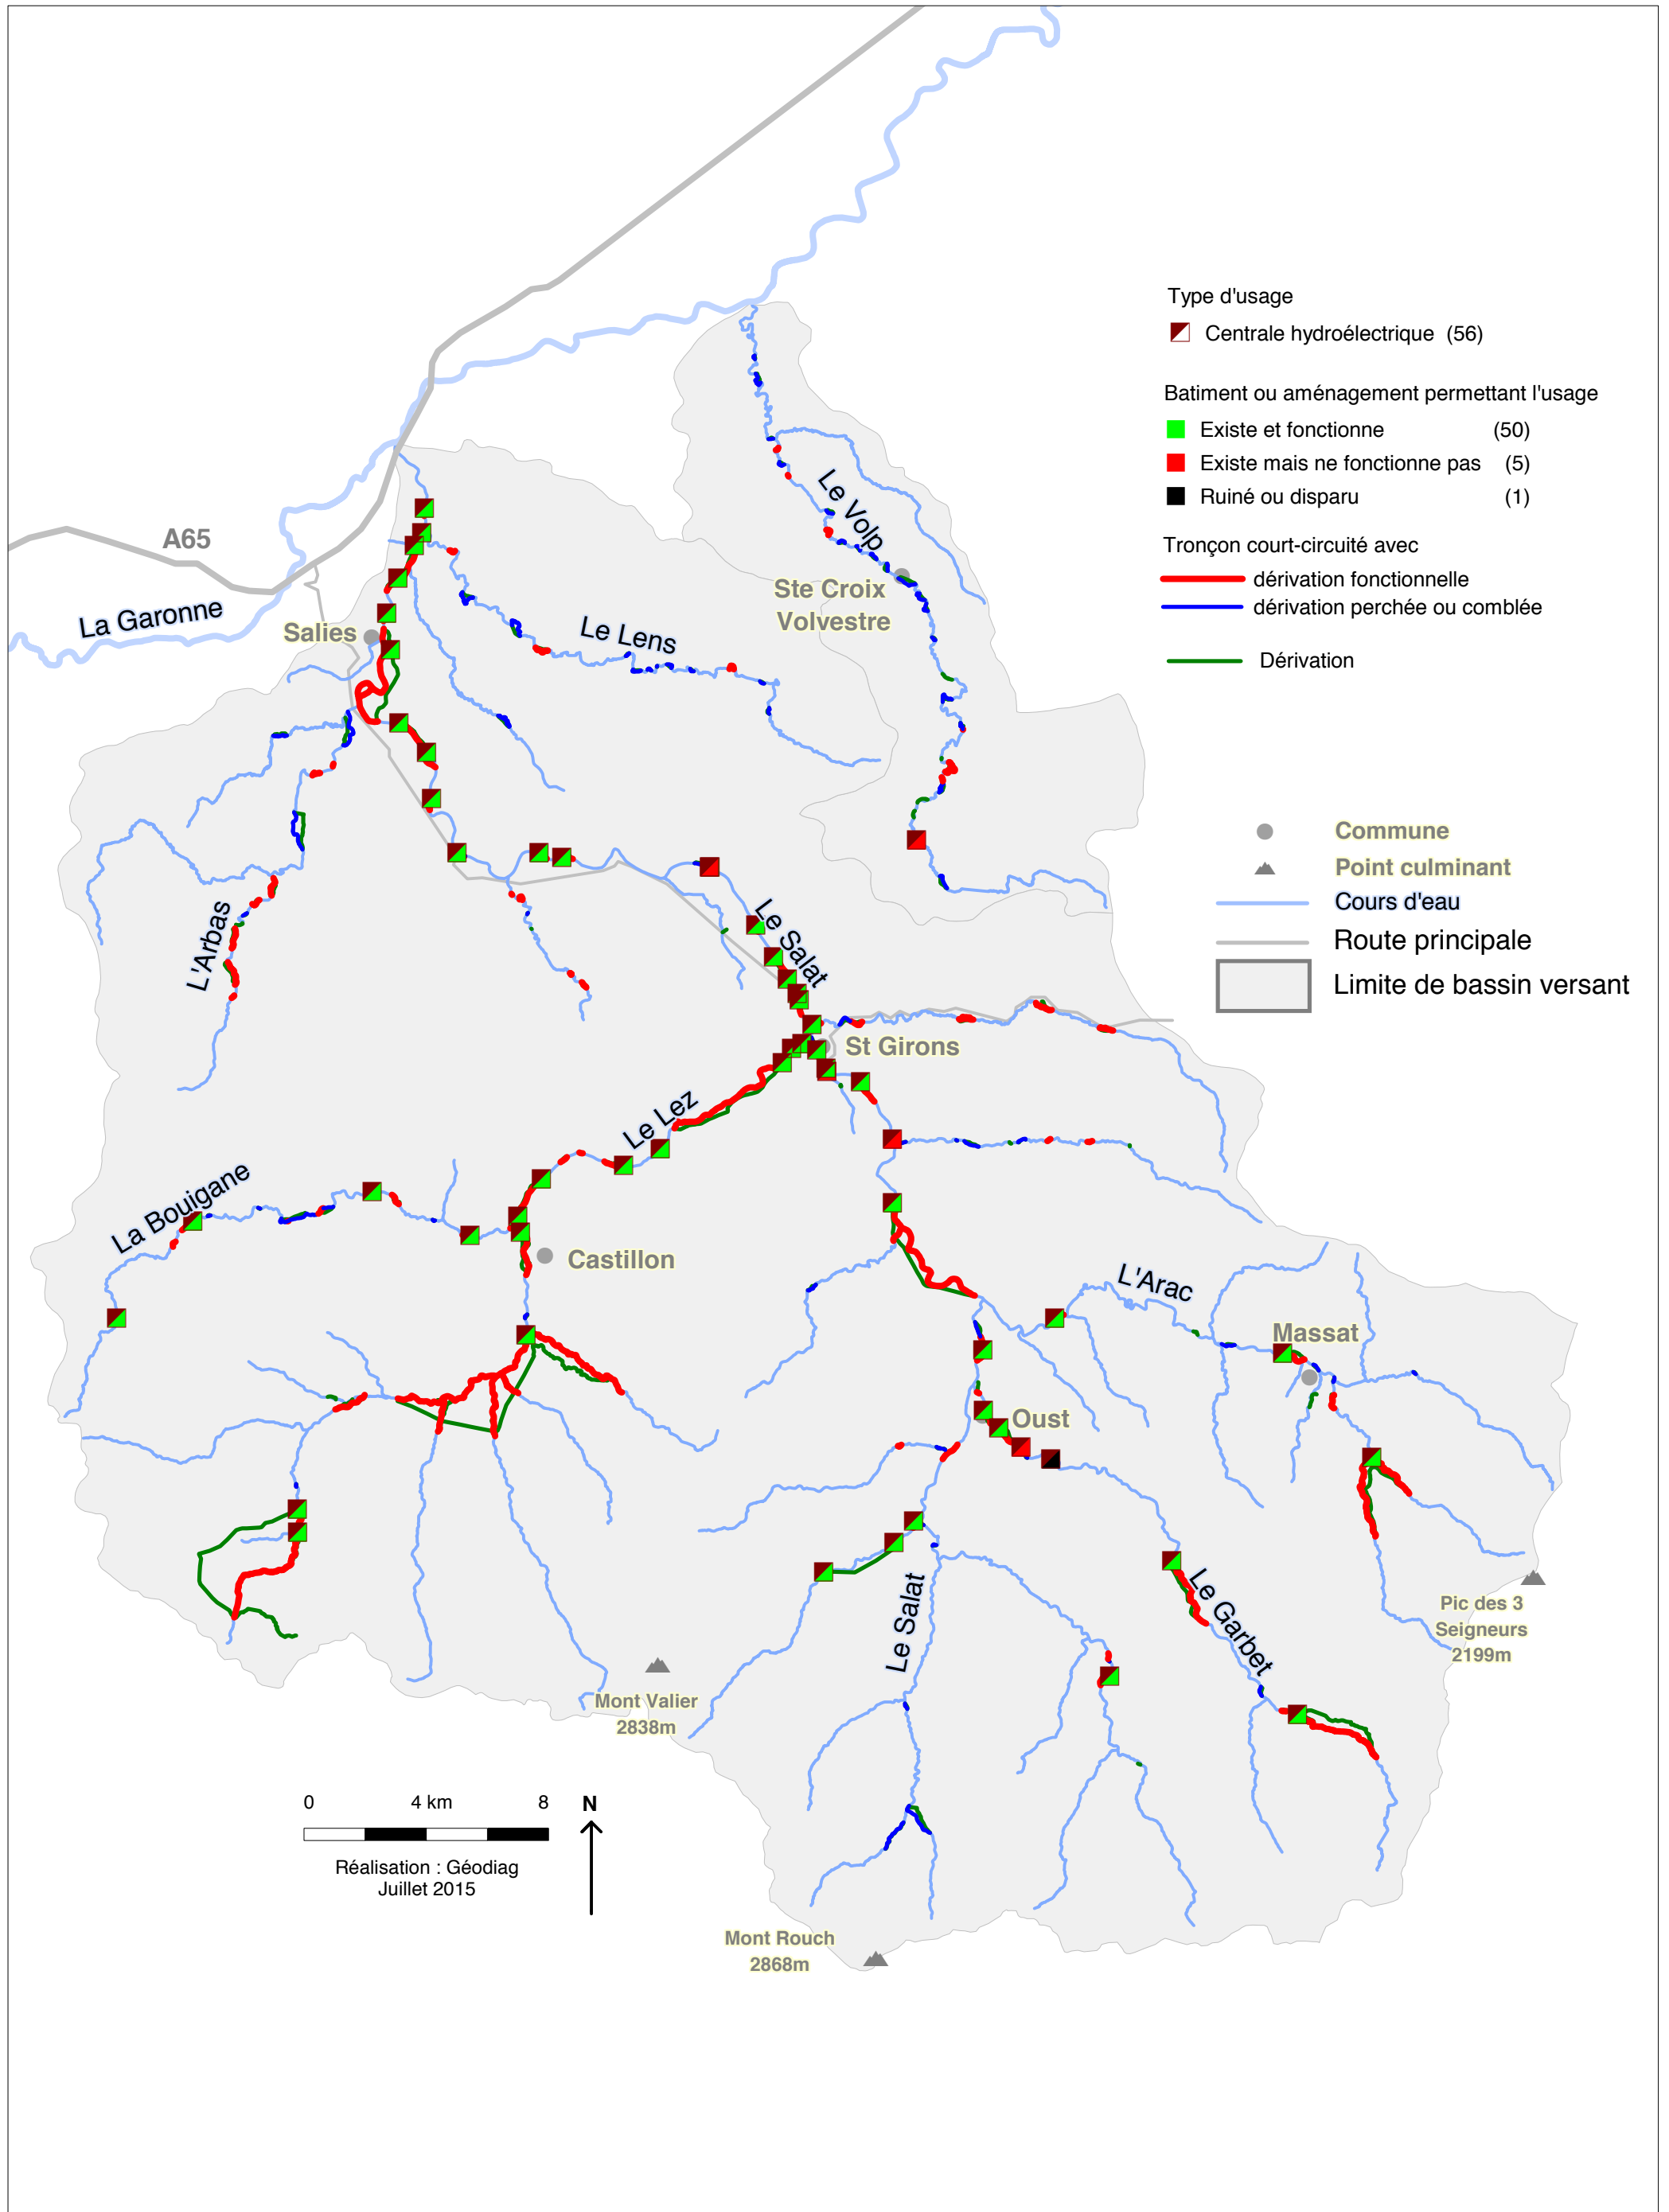 Type d'usage
Centrale hydroélectrique (56)
Batiment ou aménagement permettant l'usage
Existe et fonctionne (50)
Existe mais ne fonctionne pas (5)
Ruiné ou disparu (1)
Tronçon court-circuité avec
dérivation fonctionnelle
dérivation perchée ou comblée
Dérivation
Commune
Point culminant
Cours d'eau
Route principale
Limite de bassin versant
A65
La Garonne
Salies
Le Lens
Le Volp
Ste Croix
Volvestre
L'Arbas
Le Salat
St Girons
Le Lez
La Bouigane
Castillon
L'Arac
Massat
Oust
Le Salat
Le Garbet
Pic des 3
Seigneurs
2199m
Mont Valier
2838m
Mont Rouch
2868m
0 4 km 8
N
Réalisation : Géodiag
Juillet 2015